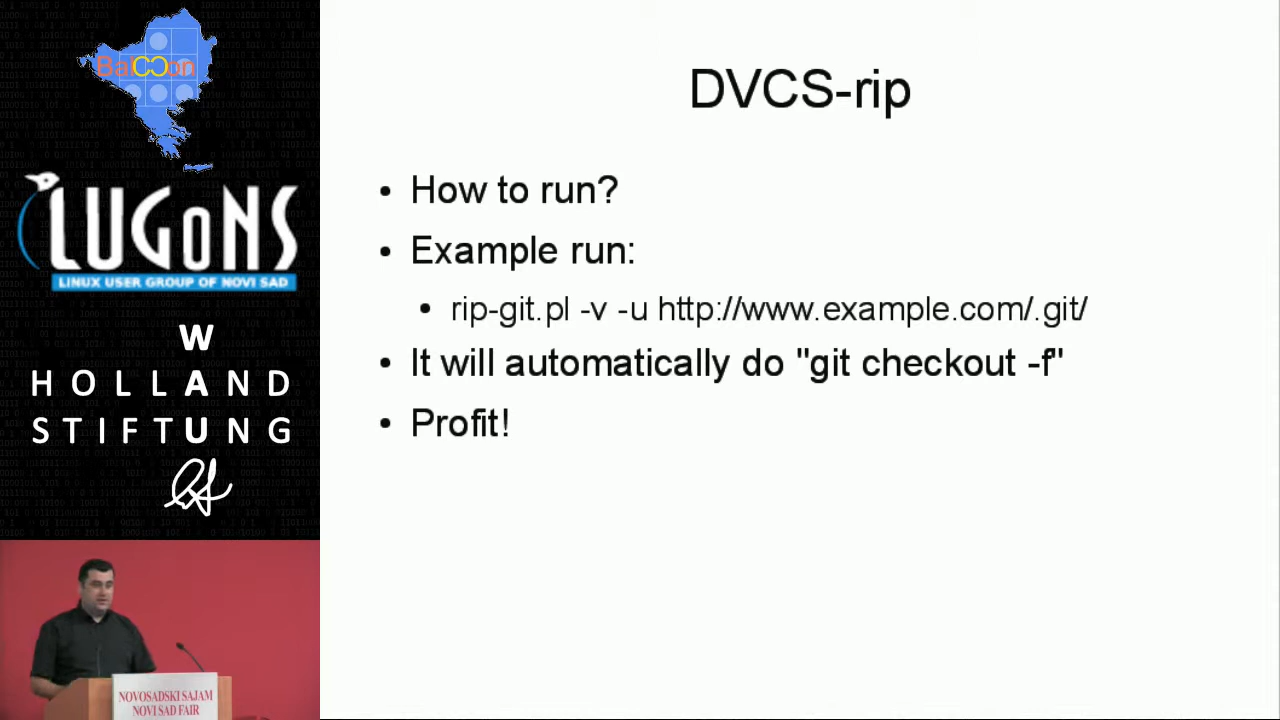 BalCCon
LUGoNS
LINUX USER GROUP OF NOVI SAD
W
HOLLAND
STIFTUNG
NOVOSADSKI SAJAM
NOVI SAD FAIR
DVCS-rip
• How to run?
• Example run:
• rip-git.pl -v -u http://www.example.com/.git/
• It will automatically do "git checkout -f"
• Profit!